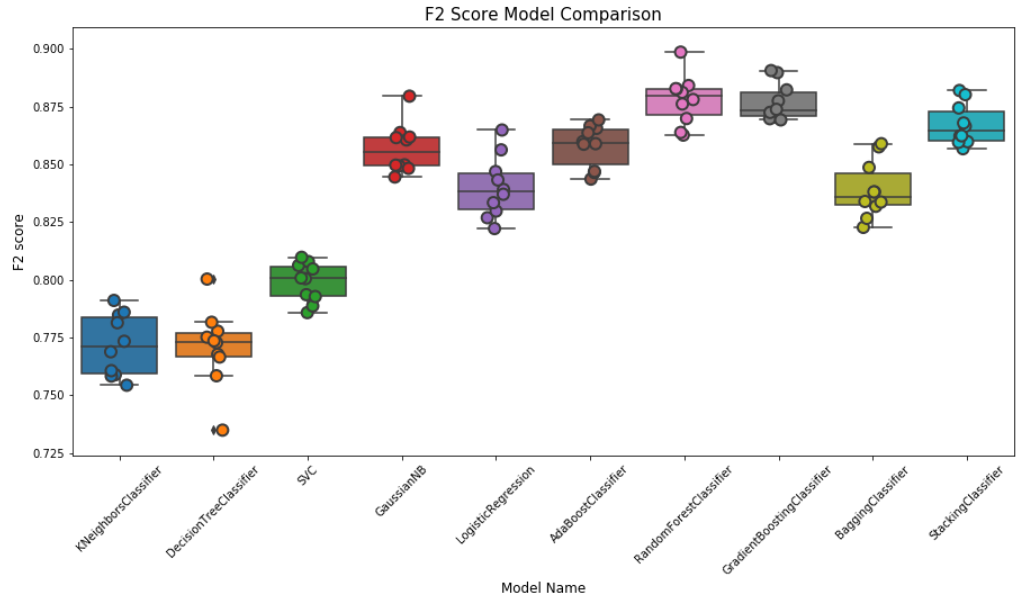 F2 Score Model Comparison
F2 score
0.900
0.875
0.850
0.825
0.800
0.775
0.750
0.725
KNeighborsClassifier
DecisionTreeClassifier
SVC
GaussianNB
LogisticRegression
AdaBoostClassifier
RandomForestClassifier
GradientBoostingClassifier
BaggingClassifier
StackingClassifier
Model Name